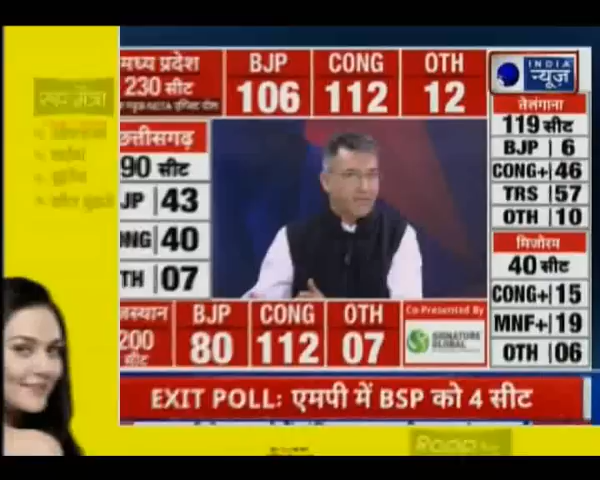 मध्य प्रदेश
230 सीट
BJP
106
CONG
112
OTH
12
INDIA
न्यूज़
छत्तीसगढ़
90 सीट
JP 43
NG 40
TH 07
तेलंगाना
119 सीट
BJP 6
CONG+ 46
TRS 57
OTH 10
मिजोरम
40 सीट
CONG+ 15
MNF+ 19
OTH 06
जस्थान
200
सीट
BJP
80
CONG
112
OTH
07
Co Presented By
SIGNATURE
GLOBAL
EXIT POLL: एमपी में BSP को 4 सीट